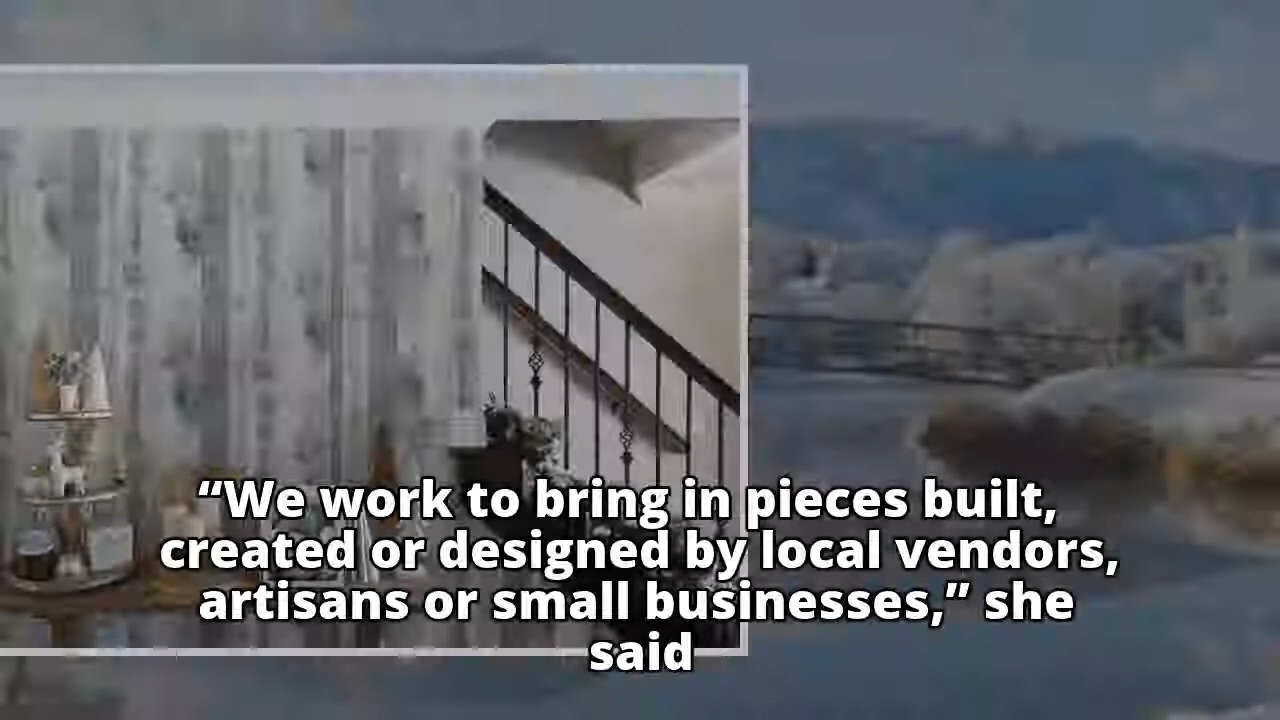 “We work to bring in pieces built,
created or designed by local vendors,
artisans or small businesses,” she
said